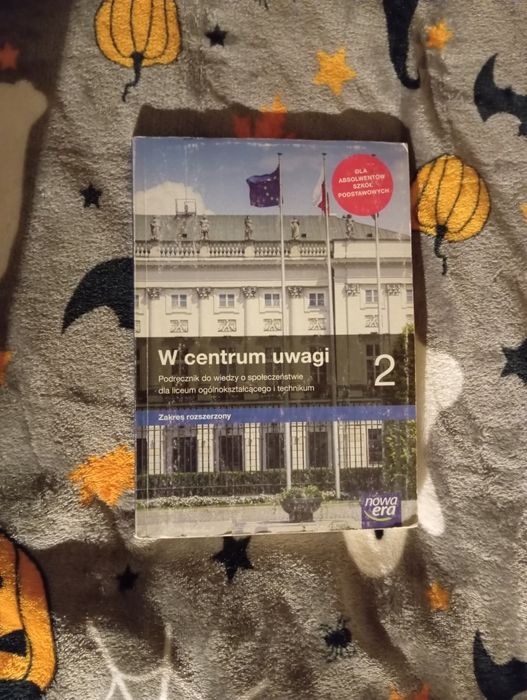 DLA
ABSOLWENTÓW
SZKÓŁ
PODSTAWOWYCH
W centrum uwagi
Podręcznik do wiedzy o społeczeństwie
dla liceum ogólnokształcącego i technikum
2
Zakres rozszerzony
nowa
era